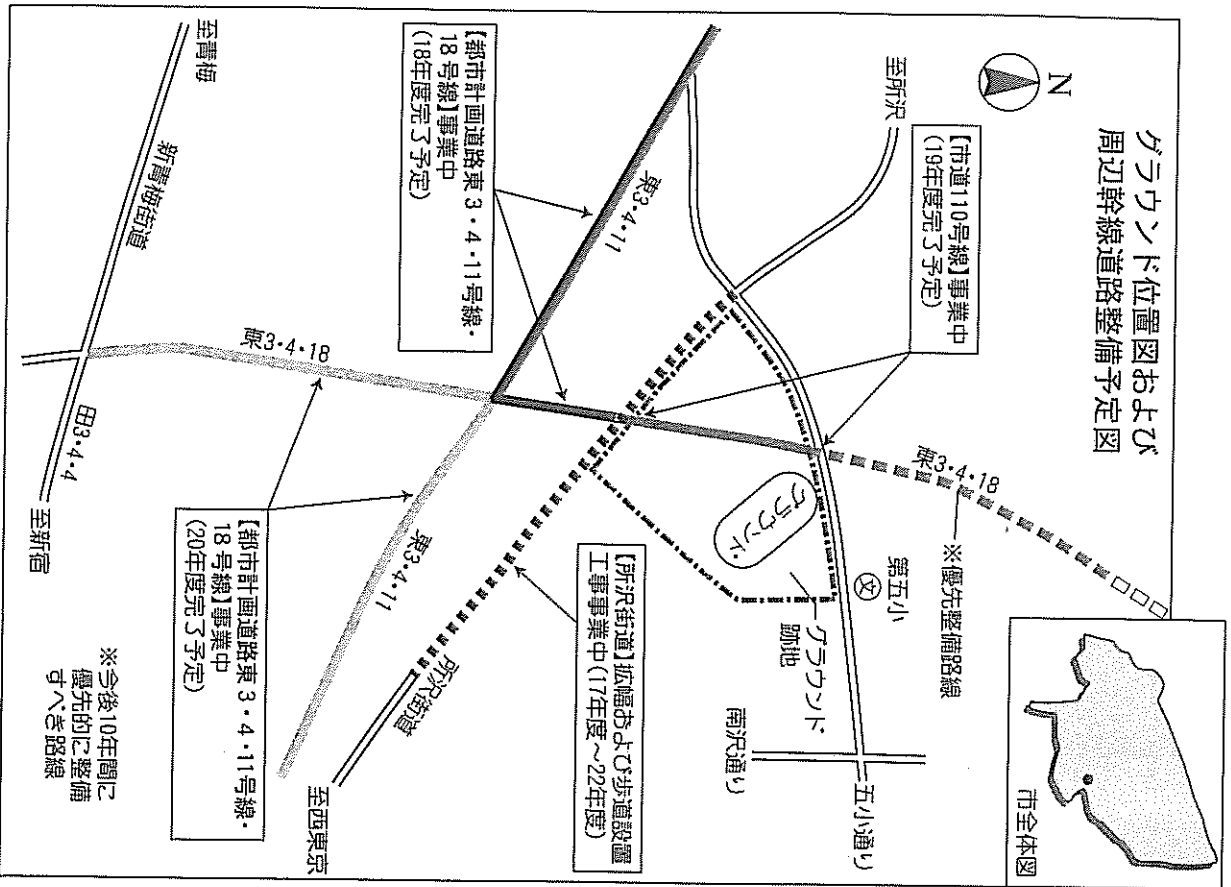 グラウンド位置図および
周辺幹線道路整備予定図
N
市全体図
至所沢
【市道110号線】事業中
(19年度完了予定)
東3・4・18
※優先整備路線
第五小
文
五小通り
南沢通り
グラウンド
グラウンド
跡地
東3・4・11
【都市計画道路東3・4・11号線・
18号線】事業中
(18年度完了予定)
【所沢街道】拡幅および歩道設置
工事事業中(17年度～22年度)
所沢街道
至西東京
東3・4・11
東3・4・18
【都市計画道路東3・4・11号線・
18号線】事業中
(20年度完了予定)
至青梅
新青梅街道
田3・4・4
至新宿
※今後10年間に
優先的に整備
すべき路線